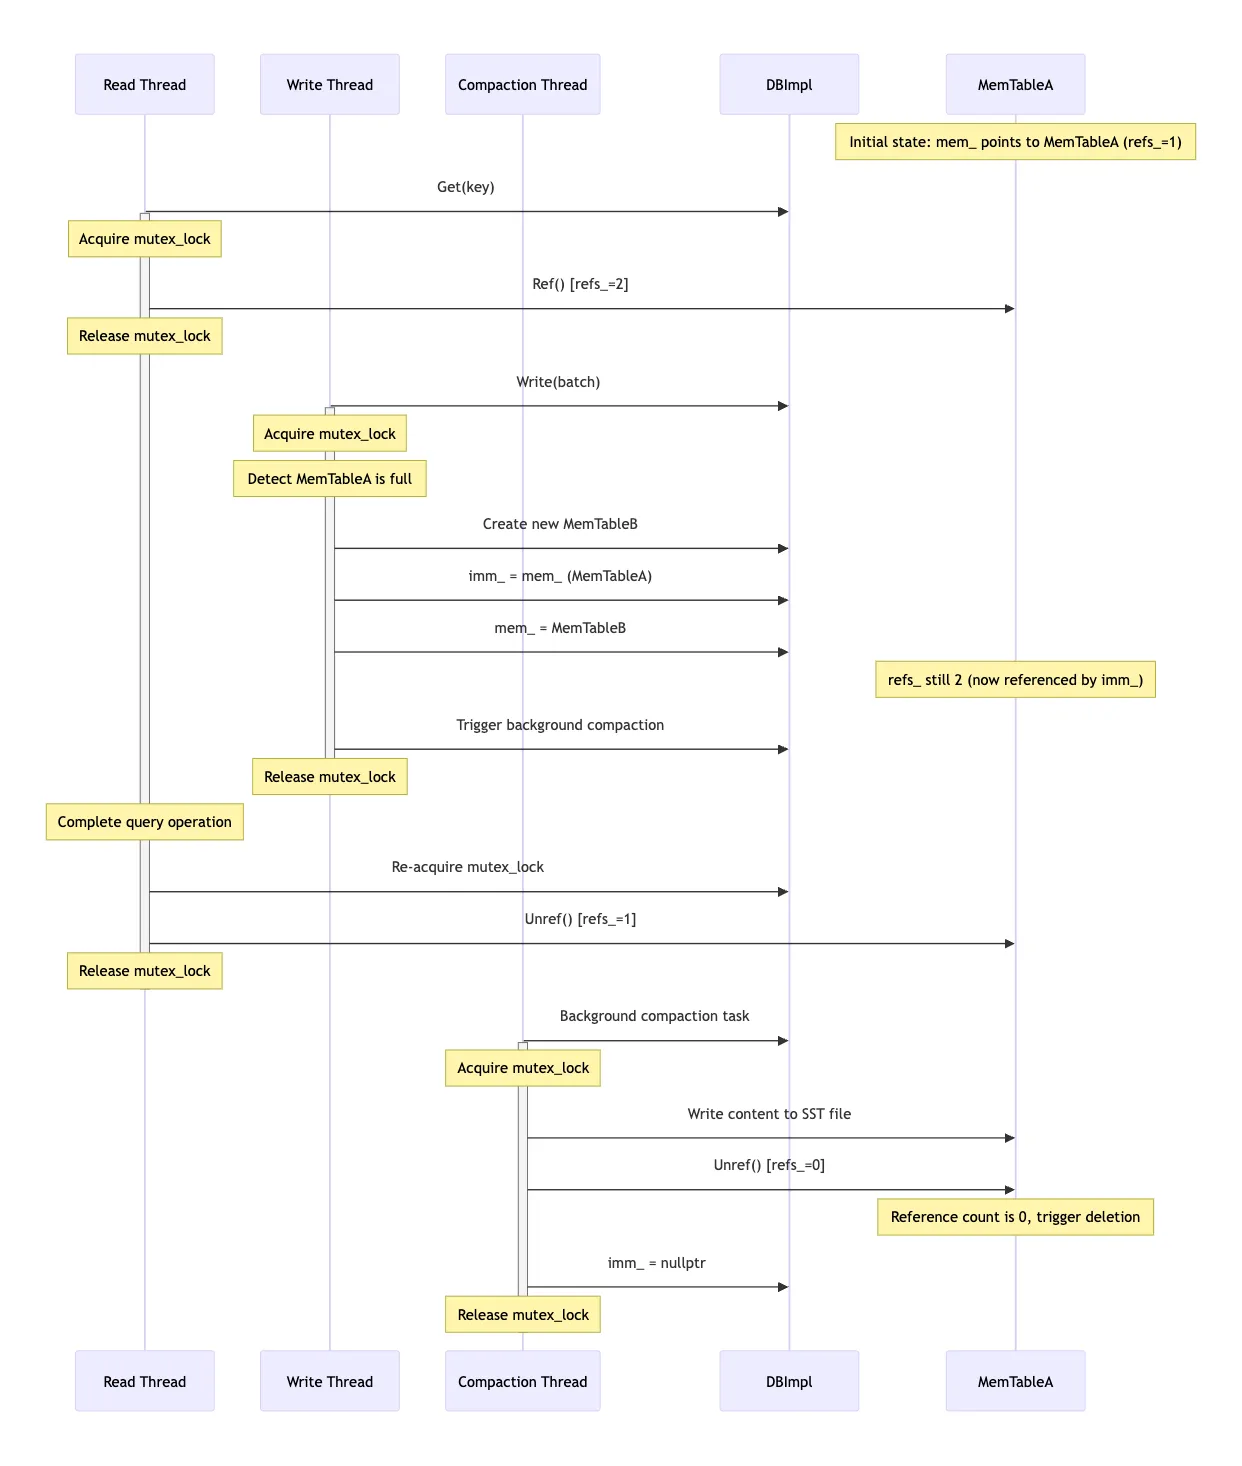 Read Thread
Write Thread
Compaction Thread
DBImpl
MemTableA
Initial state: mem_ points to MemTableA (refs_=1)
Get(key)
Acquire mutex_lock
Ref() [refs_=2]
Release mutex_lock
Write(batch)
Acquire mutex_lock
Detect MemTableA is full
Create new MemTableB
imm_ = mem_ (MemTableA)
mem_ = MemTableB
refs_ still 2 (now referenced by imm_)
Trigger background compaction
Release mutex_lock
Complete query operation
Re-acquire mutex_lock
Unref() [refs_=1]
Release mutex_lock
Background compaction task
Acquire mutex_lock
Write content to SST file
Unref() [refs_=0]
Reference count is 0, trigger deletion
imm_ = nullptr
Release mutex_lock
Read Thread
Write Thread
Compaction Thread
DBImpl
MemTableA